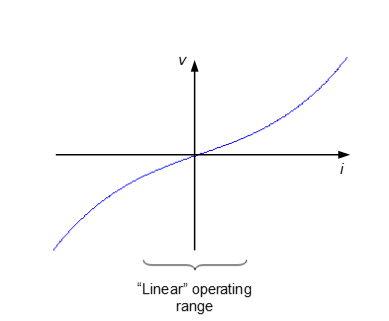 v
i
“Linear” operating
range